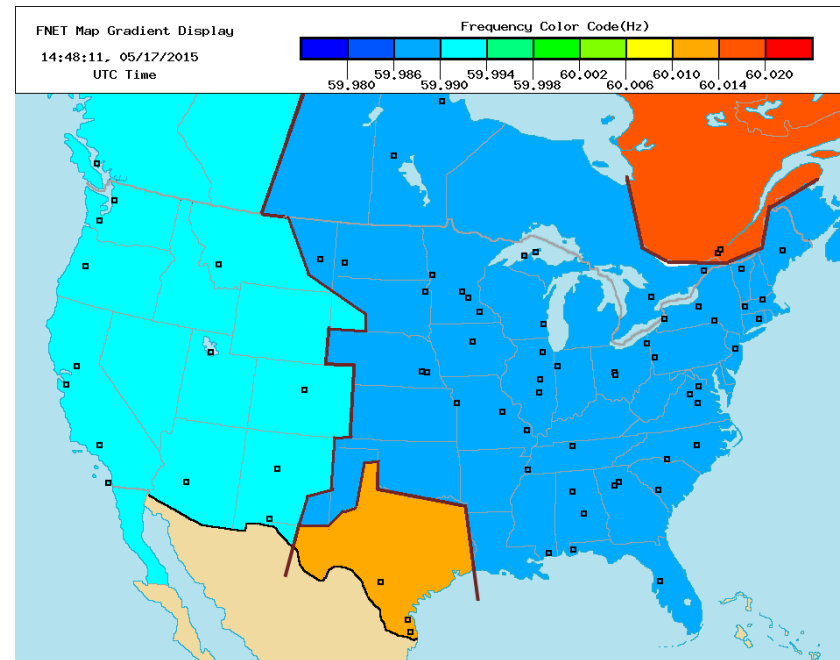 FNET Map Gradient Display
14:48:11, 05/17/2015
UTC Time
Frequency Color Code(Hz)
59.980 59.986 59.990 59.994 59.998 60.002 60.006 60.010 60.014 60.020